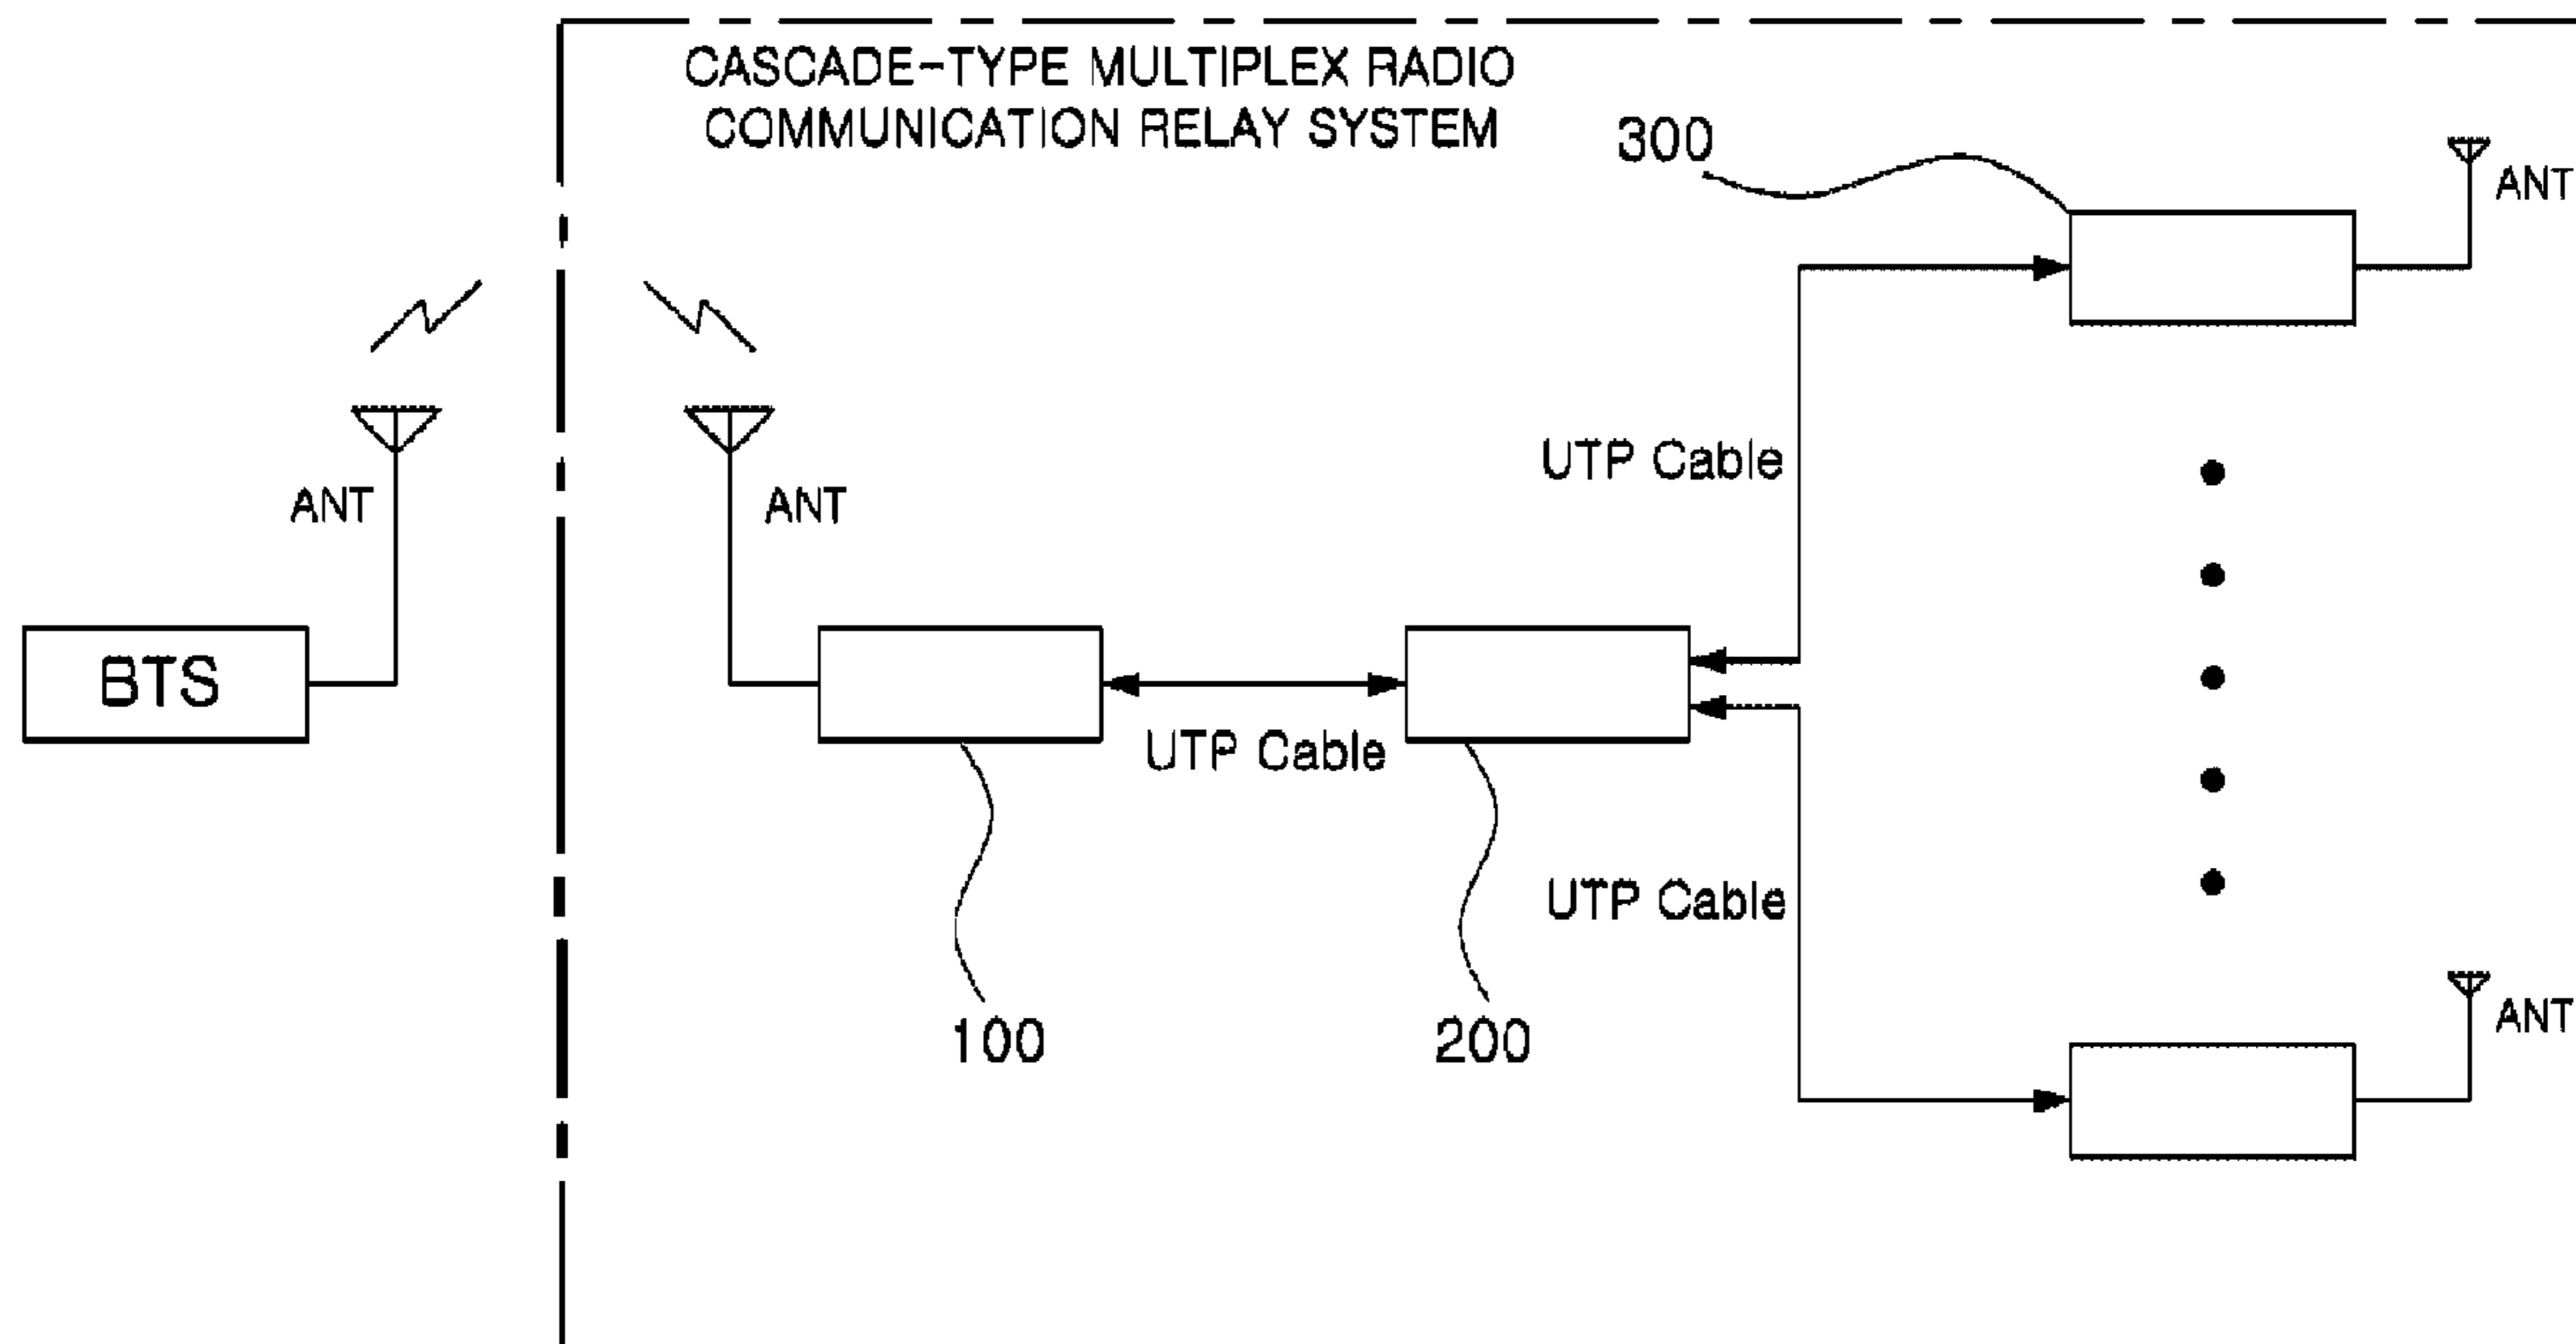 CASCADE-TYPE MULTIPLEX RADIO
COMMUNICATION RELAY SYSTEM
300
ANT
UTP Cable
ANT
ANT
BTS
UTP Cable
UTP Cable
100
200
ANT